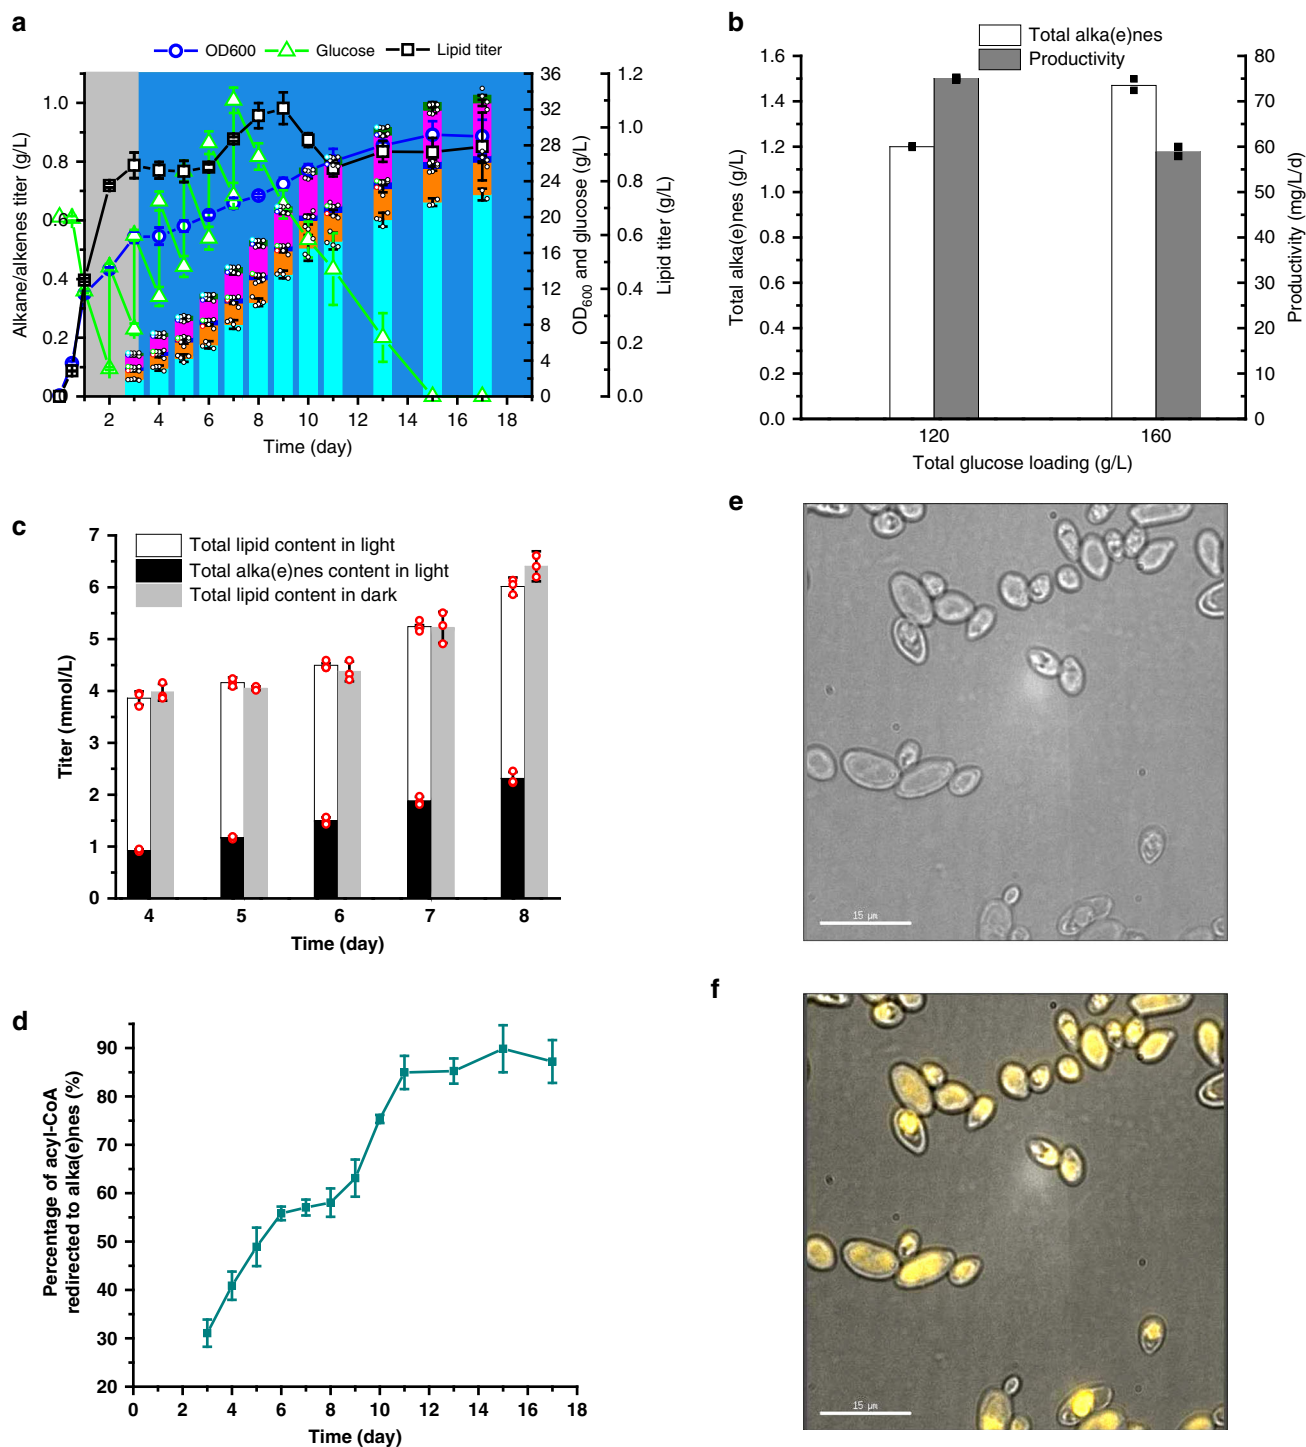 a
OD600 Glucose Lipid titer
Alkane/alkenes titer (g/L)
1.0
0.8
0.6
0.4
0.2
0.0
36
32
28
24
20
16
12
8
4
0
OD600 and glucose (g/L)
1.2
1.0
0.8
0.6
0.4
0.2
0.0
Lipid titer (g/L)
2 4 6 8 10 12 14 16 18
Time (day)
b
Total alka(e)nes
Productivity
Total alka(e)nes (g/L)
1.6
1.4
1.2
1.0
1.6
0.8
0.6
0.4
0.2
0.0
80
70
60
50
40
30
20
10
0
Productivity (mg/L/d)
120 160
Total glucose loading (g/L)
c
Total lipid content in light
Total alka(e)nes content in light
Total lipid content in dark
Titer (mmol/L)
7
6
5
4
3
2
1
0
4 5 6 7 8
Time (day)
d
Percentage of acyl-CoA
redirected to alka(e)nes (%)
90
80
70
60
50
40
30
20
0 2 4 6 8 10 12 14 16 18
Time (day)
e
15 µm
f
15 µm